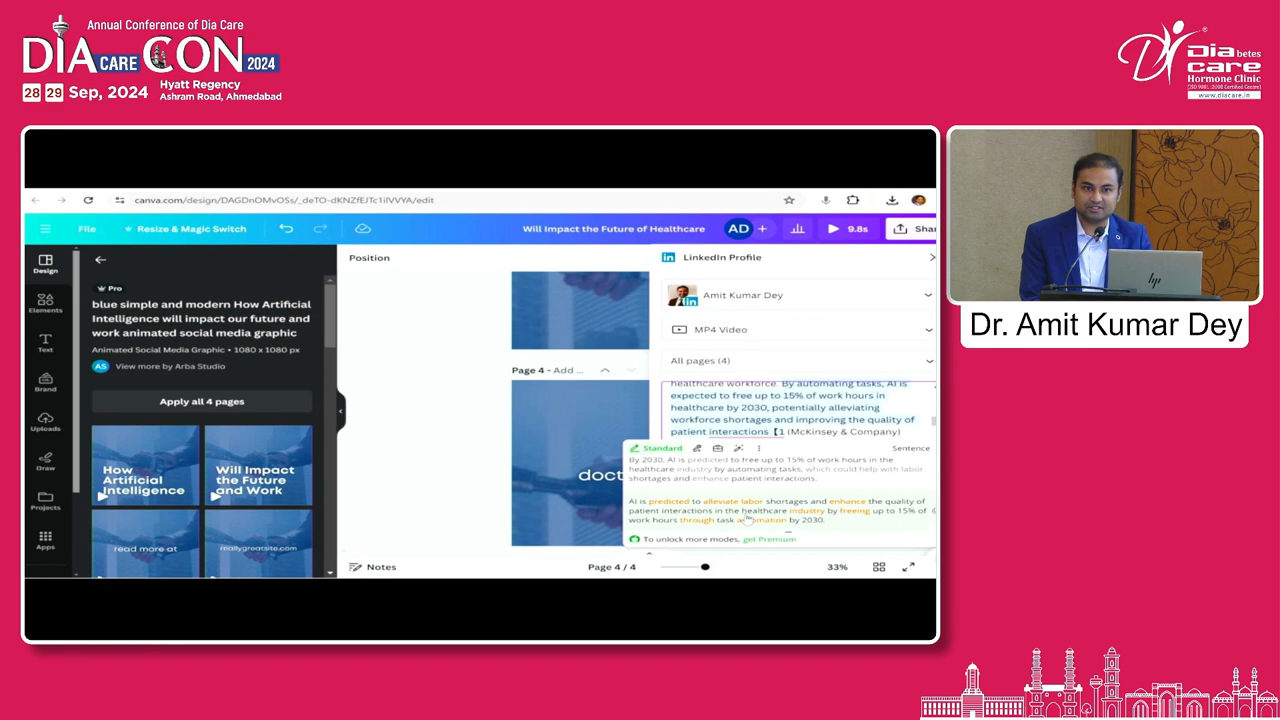 Annual Conference of Dia Care
DIA CARE CON 2024
28 29 Sep, 2024
Hyatt Regency
Ashram Road, Ahmedabad
Diabetes
care
Hormone Clinic
(ISO 9001 : 2008 Certified Centre)
www.diacare.in
canva.com/design/DAGDnOMvOSs/_deTO-dKNZfEJTc1iIVVYA/edit
File
Resize & Magic Switch
Will Impact the Future of Healthcare
AD
9.8s
Shar
Design
Elements
Text
Brand
Uploads
Draw
Projects
Apps
Pro
blue simple and modern How Artificial
Intelligence will impact our future and
work animated social media graphic
Animated Social Media Graphic • 1080 x 1080 px
AS View more by Arba Studio
Apply all 4 pages
How
Artificial
Intelligence
Will Impact
the Future
and Work
read more at
reallygreatsite.com
Position
Page 4 - Add ...
doct
in LinkedIn Profile
Amit Kumar Dey
MP4 Video
All pages (4)
healthcare workforce. By automating tasks, AI is
expected to free up to 15% of work hours in
healthcare by 2030, potentially alleviating
workforce shortages and improving the quality of
patient interactions【1 (McKinsey & Company)
Standard
Sentence
By 2030, AI is predicted to free up to 15% of work hours in the
healthcare industry by automating tasks, which could help with labor
shortages and enhance patient interactions.
AI is predicted to alleviate labor shortages and enhance the quality of
patient interactions in the healthcare industry by freeing up to 15% of
work hours through task automation by 2030.
To unlock more modes, get Premium
Notes
Page 4 / 4
33%
hp
Dr. Amit Kumar Dey